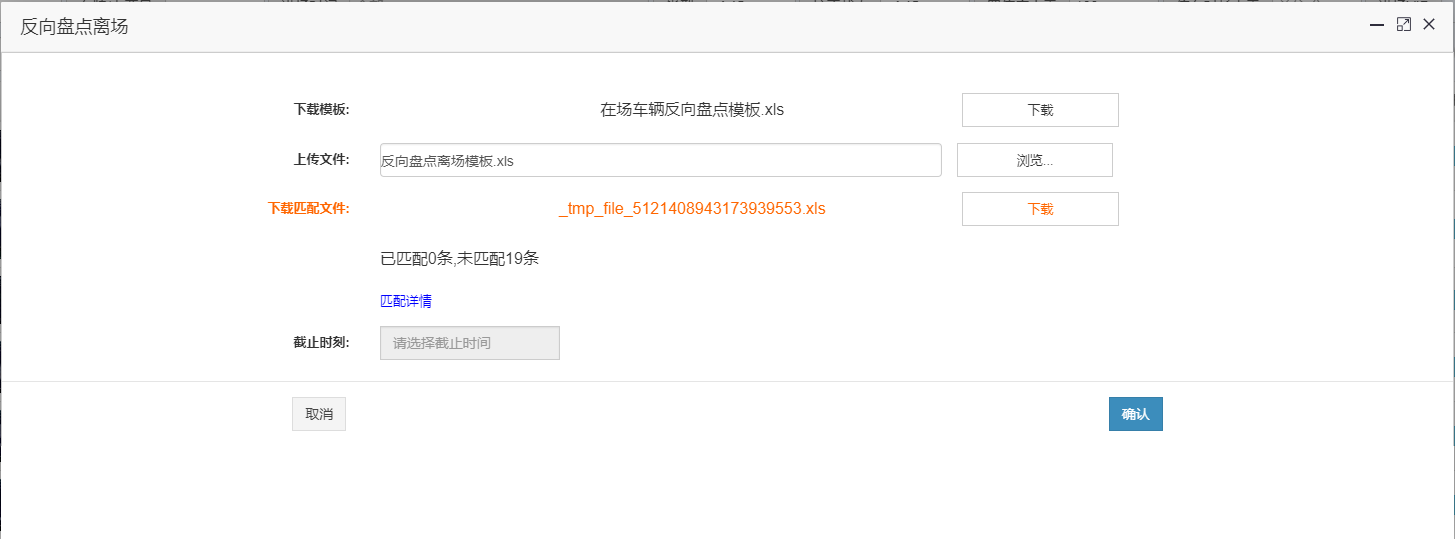 反向盘点离场
下载模板: 在场车辆反向盘点模板.xls 下载
上传文件: 反向盘点离场模板.xls 浏览...
下载匹配文件: _tmp_file_5121408943173939553.xls 下载
已匹配0条,未匹配19条
匹配详情
截止时刻: 请选择截止时间
取消 确认